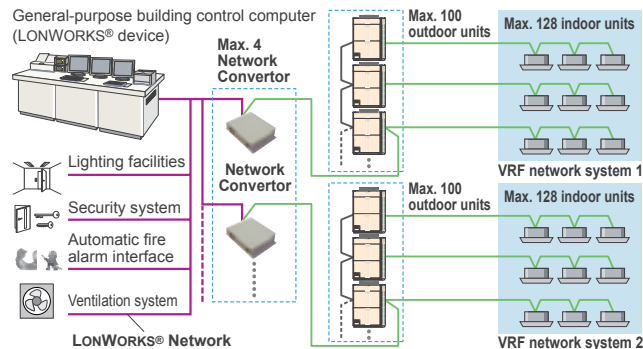 General-purpose building control computer
(LONWORKS® device)
Max. 4
Network
Convertor
Max. 100
outdoor units
Max. 128 indoor units
VRF network system 1
Lighting facilities
Network
Convertor
Security system
Automatic fire
alarm interface
Ventilation system
LONWORKS® Network
Max. 100
outdoor units
Max. 128 indoor units
VRF network system 2